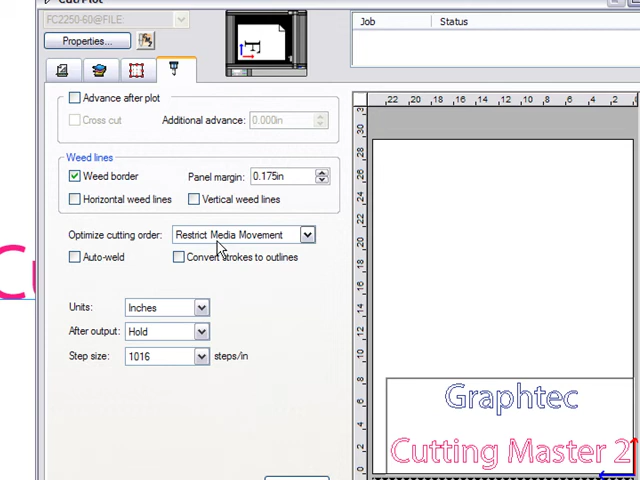 Cut/Plot
FC2250-60@FILE:
Properties...
Job
Status
Advance after plot
Cross cut
Additional advance:
0.000in
Weed lines
Weed border
Panel margin:
0.175in
Horizontal weed lines
Vertical weed lines
Optimize cutting order:
Restrict Media Movement
Auto-weld
Convert strokes to outlines
Units:
Inches
After output:
Hold
Step size:
1016
steps/in
22 20 18 16 14 12 10 8 6 4 2
30
28
26
24
22
20
18
16
14
12
10
8
6
4
2
0
Graphtec
Cutting Master 2